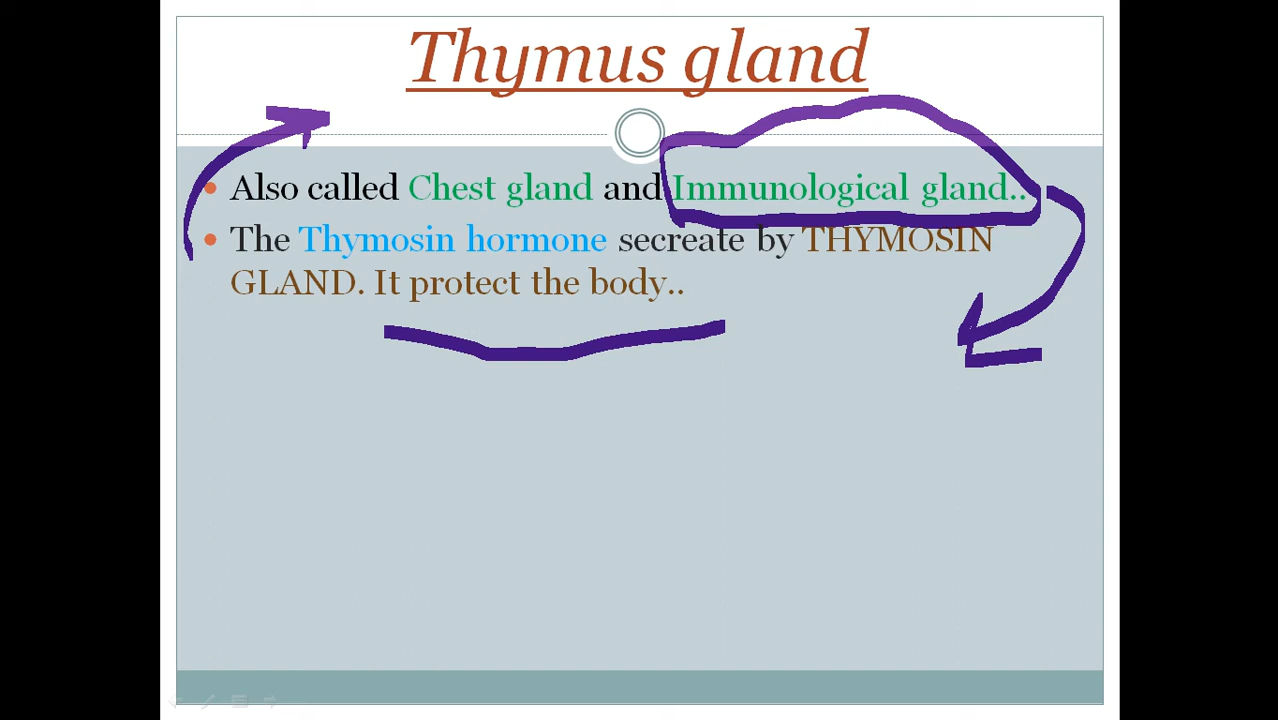 Thymus gland
Also called Chest gland and Immunological gland..
The Thymosin hormone secreate by THYMOSIN
GLAND. It protect the body..